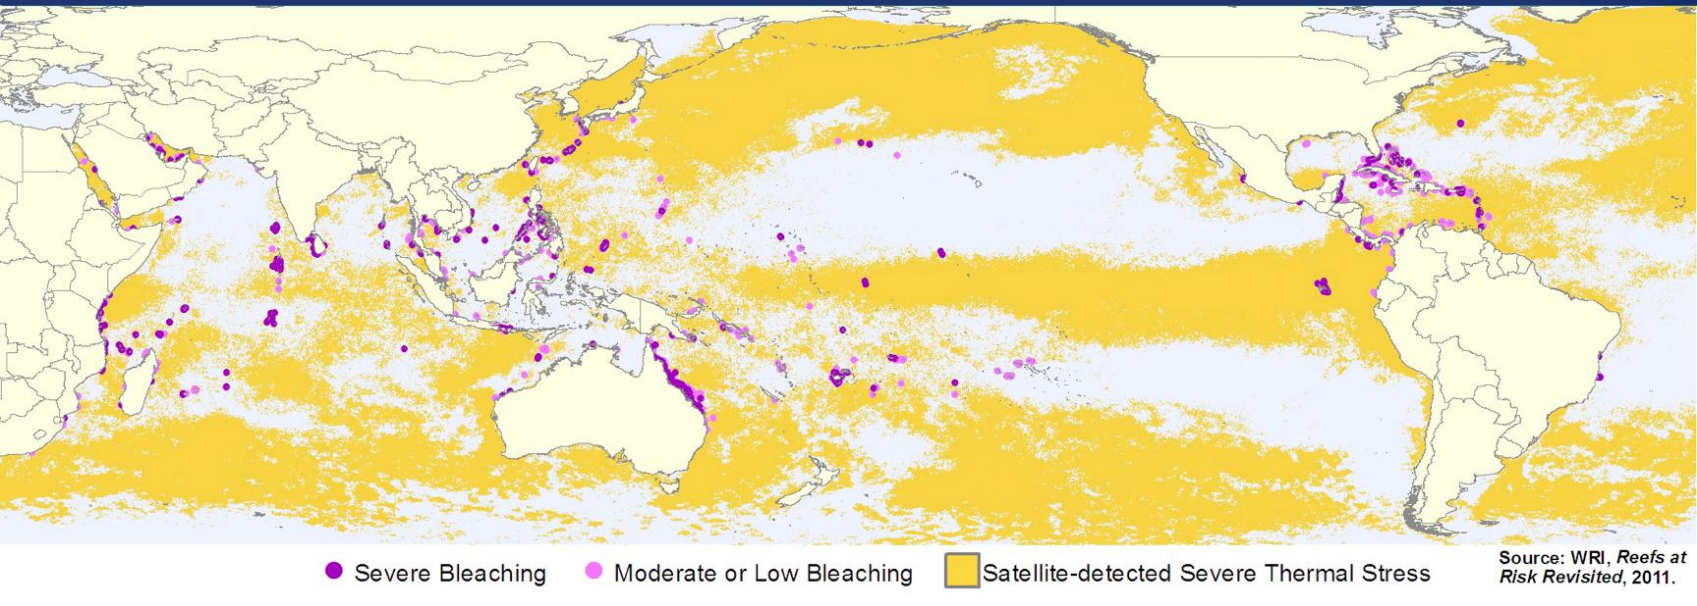 Severe Bleaching
Moderate or Low Bleaching
Satellite-detected Severe Thermal Stress
Source: WRI, Reefs at
Risk Revisited, 2011.